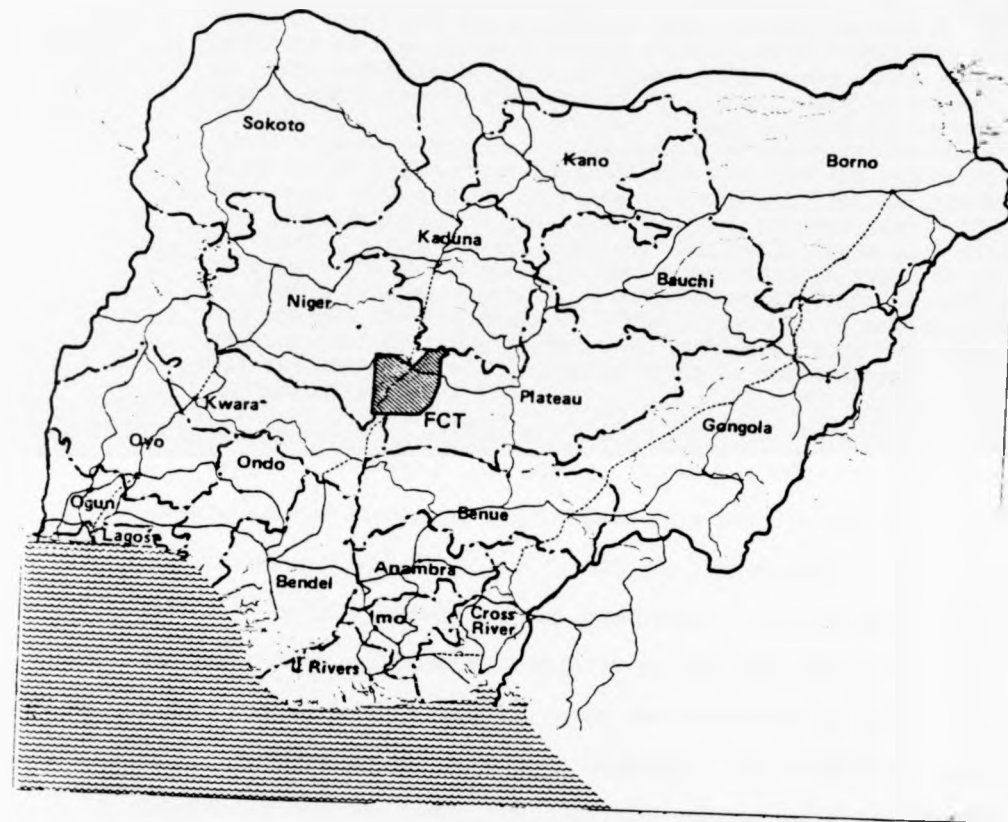 Sokoto
Kano
Borno
Kaduna
Bauchi
Niger
Kwara
Plateau
FCT
Gongola
Oyo
Ondo
Ogun
Benue
Lagos
Anambra
Bendel
Imo
Cross
River
Rivers